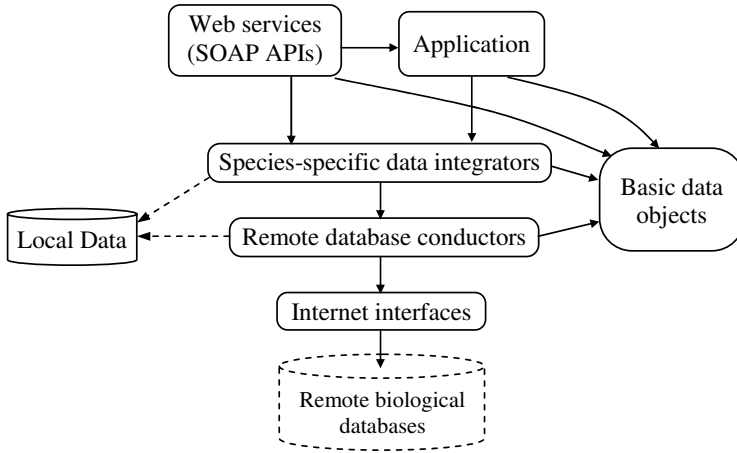 Web services
(SOAP APIs)
Application
Species-specific data integrators
Basic data
objects
Local Data
Remote database conductors
Internet interfaces
Remote biological
databases